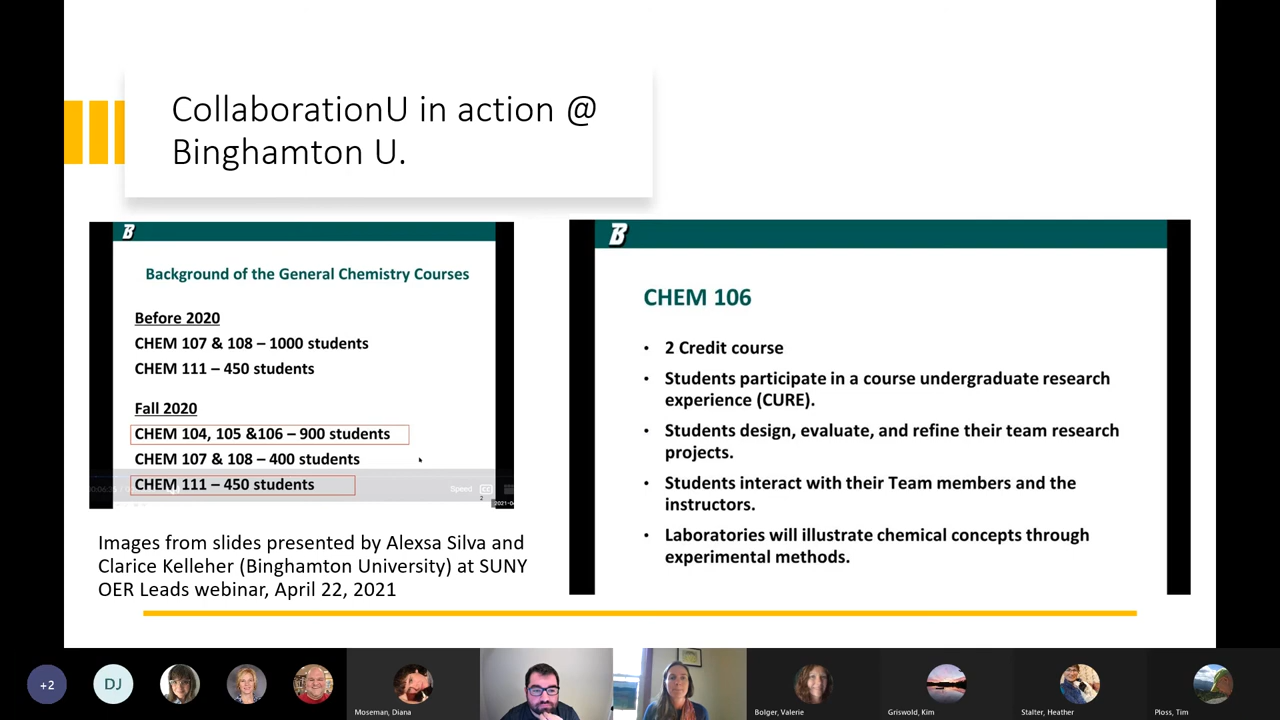 CollaborationU in action @
Binghamton U.
B
Background of the General Chemistry Courses
Before 2020
CHEM 107 & 108 – 1000 students
CHEM 111 – 450 students
Fall 2020
CHEM 104, 105 &106 – 900 students
CHEM 107 & 108 – 400 students
CHEM 111 – 450 students
Speed
CC
2
Images from slides presented by Alexsa Silva and
Clarice Kelleher (Binghamton University) at SUNY
OER Leads webinar, April 22, 2021
B
CHEM 106
• 2 Credit course
• Students participate in a course undergraduate research
experience (CURE).
• Students design, evaluate, and refine their team research
projects.
• Students interact with their Team members and the
instructors.
• Laboratories will illustrate chemical concepts through
experimental methods.
+2
DJ
Moseman, Diana
Bolger, Valerie
Griswold, Kim
Stalter, Heather
Ploss, Tim